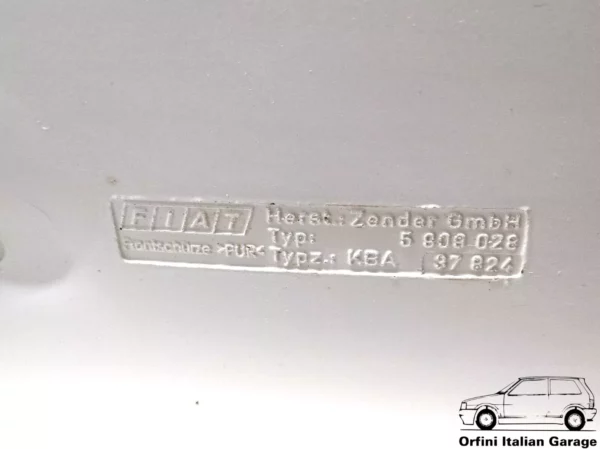 FIAT Herst.: Zender GmbH
Typ: 5 808 028
Frontschürze >PUR< Typz.: KBA 37 824
Orfini Italian Garage